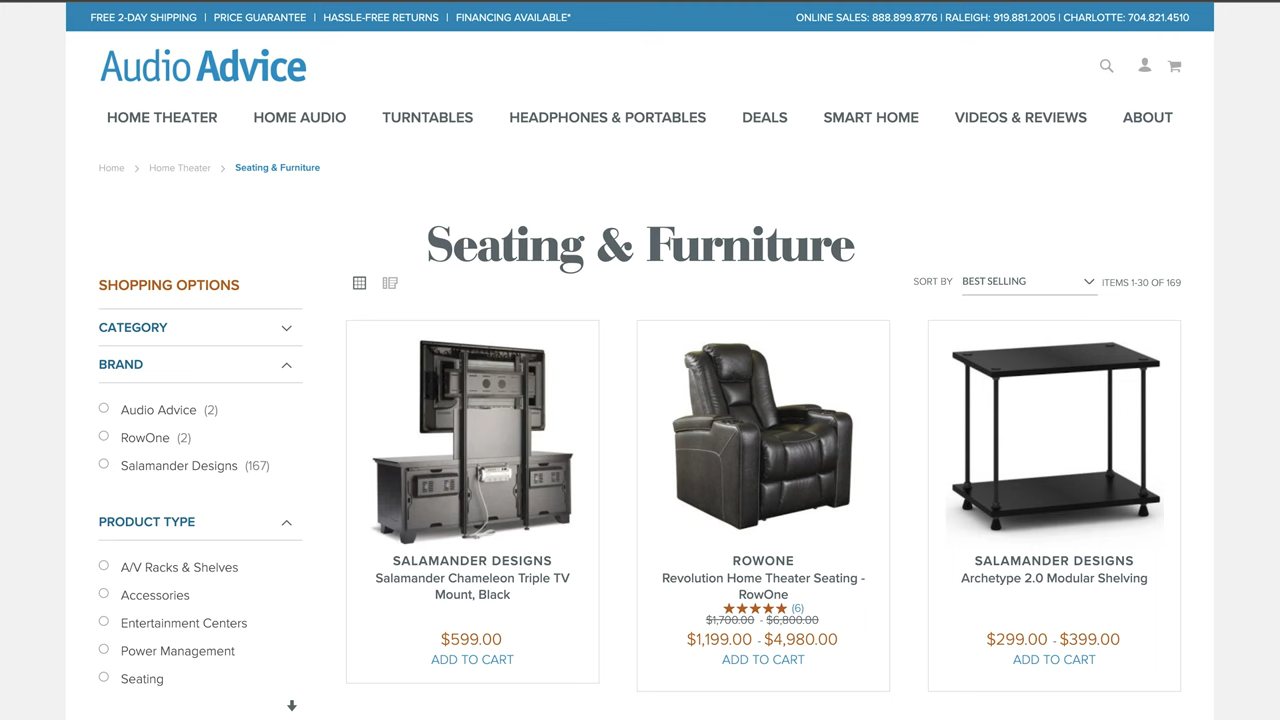 FREE 2-DAY SHIPPING | PRICE GUARANTEE | HASSLE-FREE RETURNS | FINANCING AVAILABLE*
ONLINE SALES: 888.899.8776 | RALEIGH: 919.881.2005 | CHARLOTTE: 704.821.4510
Audio Advice
HOME THEATER HOME AUDIO TURNTABLES HEADPHONES & PORTABLES DEALS SMART HOME VIDEOS & REVIEWS ABOUT
Home > Home Theater > Seating & Furniture
Seating & Furniture
SHOPPING OPTIONS
CATEGORY
BRAND
Audio Advice (2)
RowOne (2)
Salamander Designs (167)
PRODUCT TYPE
A/V Racks & Shelves
Accessories
Entertainment Centers
Power Management
Seating
SORT BY BEST SELLING ITEMS 1-30 OF 169
SALAMANDER DESIGNS
Salamander Chameleon Triple TV
Mount, Black
$599.00
ADD TO CART
ROWONE
Revolution Home Theater Seating -
RowOne
(6)
$1,700.00 - $6,800.00
$1,199.00 - $4,980.00
ADD TO CART
SALAMANDER DESIGNS
Archetype 2.0 Modular Shelving
$299.00 - $399.00
ADD TO CART